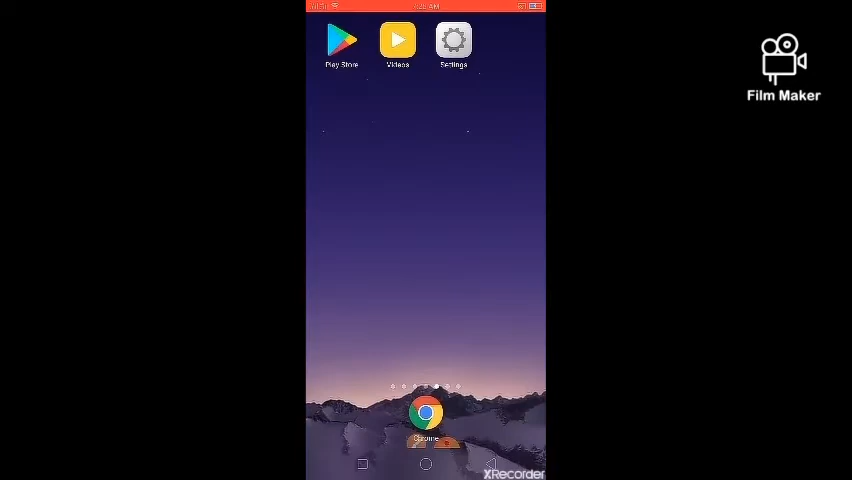 Play Store
Videos
Settings
Film Maker
Chrome
XRecorder